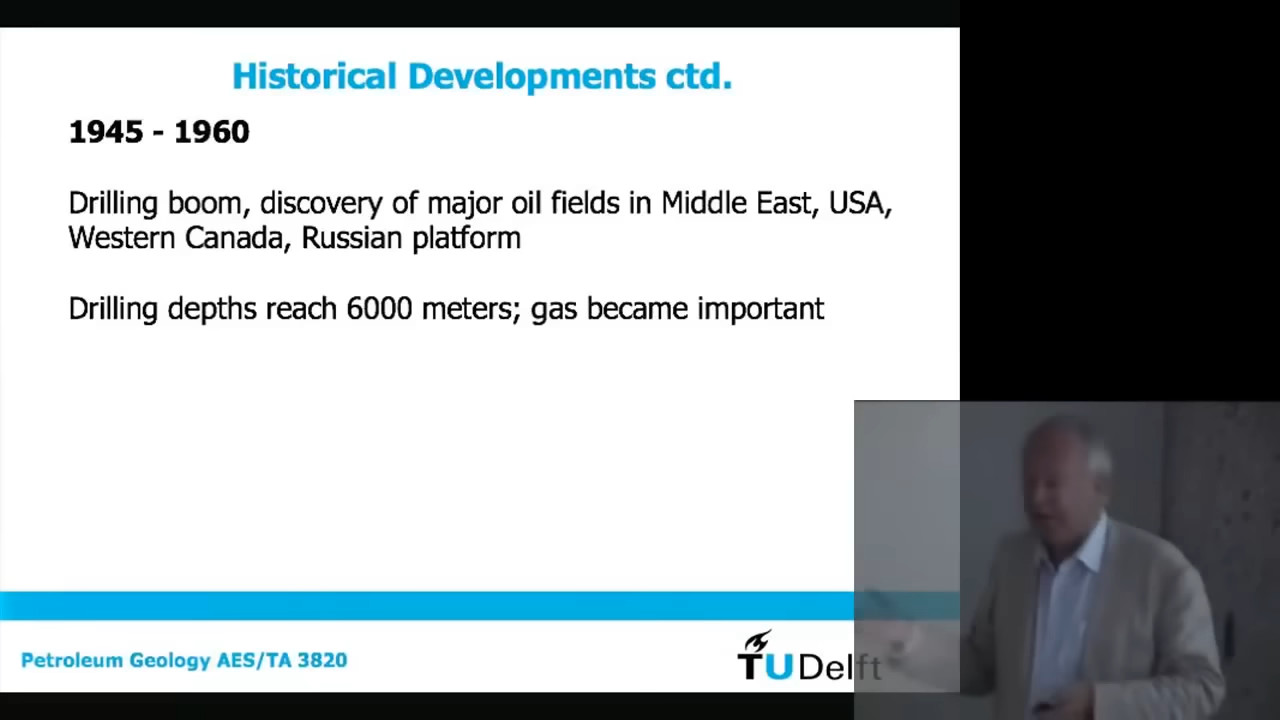 Historical Developments ctd.
1945 - 1960
Drilling boom, discovery of major oil fields in Middle East, USA,
Western Canada, Russian platform
Drilling depths reach 6000 meters; gas became important
Petroleum Geology AES/TA 3820
TU Delft